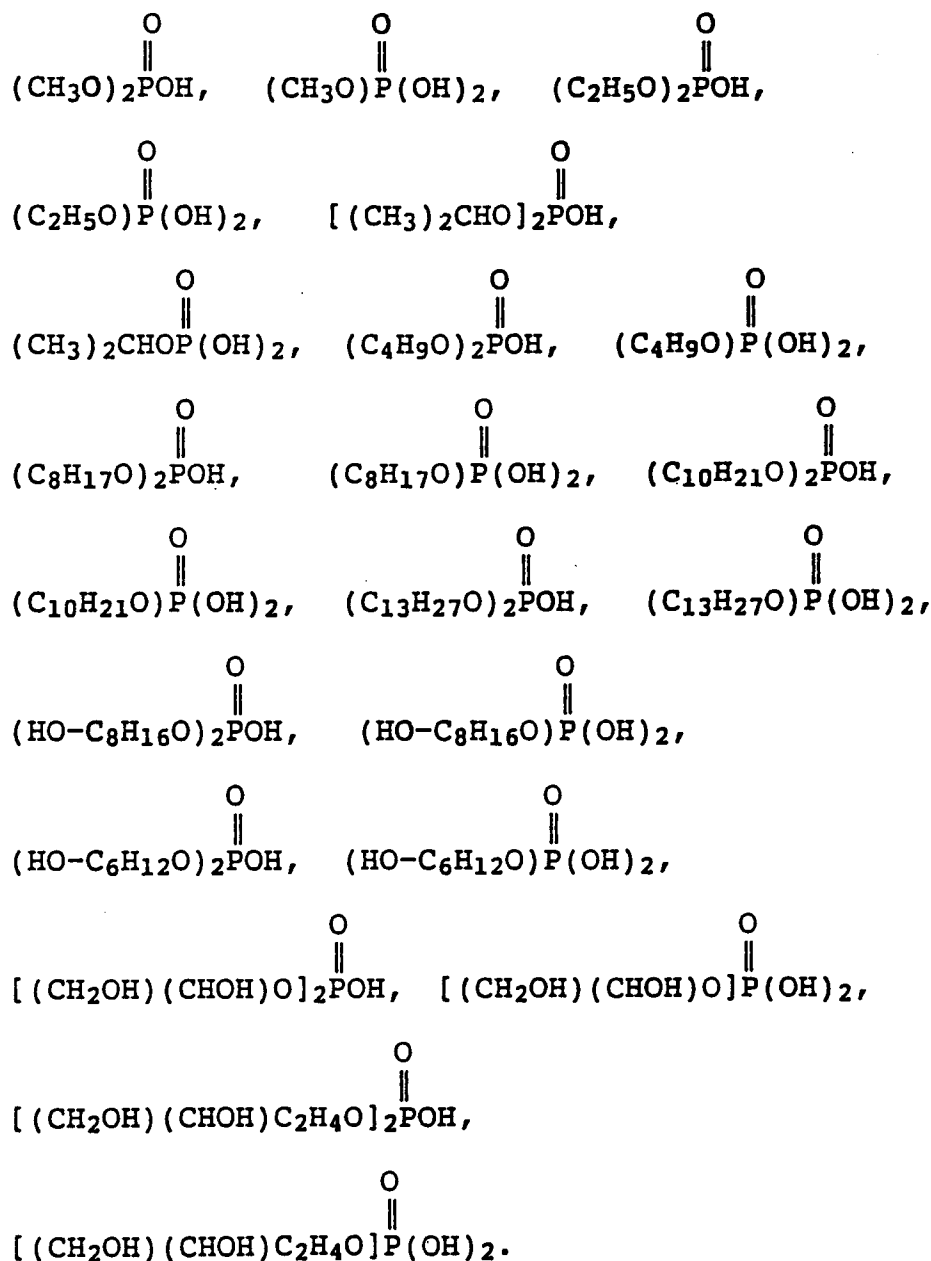 O O O
‖ ‖ ‖
(CH3O)2POH, (CH3O)P(OH)2, (C2H5O)2POH,
O O
‖ ‖
(C2H5O)P(OH)2, [(CH3)2CHO]2POH,
O O O
‖ ‖ ‖
(CH3)2CHOP(OH)2, (C4H9O)2POH, (C4H9O)P(OH)2,
O O O
‖ ‖ ‖
(C8H17O)2POH, (C8H17O)P(OH)2, (C10H21O)2POH,
O O O
‖ ‖ ‖
(C10H21O)P(OH)2, (C13H27O)2POH, (C13H27O)P(OH)2,
O O
‖ ‖
(HO-C8H16O)2POH, (HO-C8H16O)P(OH)2,
O O
‖ ‖
(HO-C6H12O)2POH, (HO-C6H12O)P(OH)2,
O O
‖ ‖
[(CH2OH)(CHOH)O]2POH, [(CH2OH)(CHOH)O]P(OH)2,
O
‖
[(CH2OH)(CHOH)C2H4O]2POH,
O
‖
[(CH2OH)(CHOH)C2H4O]P(OH)2.